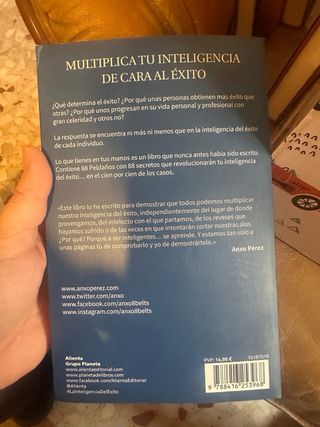 MULTIPLICA TU INTELIGENCIA
DE CARA AL ÉXITO
¿Qué determina el éxito? ¿Por qué unas personas obtienen más éxito que
otras? ¿Por qué unos progresan en su vida personal y profesional con
gran celeridad y otros no?
La respuesta se encuentra ni más ni menos que en la inteligencia del éxito
de cada individuo.
Lo que tienes en tus manos es un libro que nunca antes había sido escrito.
Contiene 88 Peldaños con 88 secretos que revolucionarán tu inteligencia
del éxito... en el cien por cien de los casos.
«Este libro lo he escrito para demostrar que todos podemos multiplicar
nuestra inteligencia del éxito, independientemente del lugar de donde
provengamos, del intelecto con el que partamos, de los reveses que
hayamos sufrido o de las veces en que intentarán cortar nuestras alas.
¿Por qué? Porque a ser inteligentes... se aprende. Y estamos tan solo a
unas páginas tú de comprobarlo y yo de demostrártelo.»
Anxo Pérez
www.anxoperez.com
www.twitter.com/anxo
www.facebook.com/anxo8belts
www.instagram.com/anxo8belts
Alienta
Grupo Planeta
www.alientaeditorial.com
www.planetadelibros.com
www.facebook.com/AlientaEditorial
@Alienta
#LaInteligenciaDelExito
PVP: 14,95 € 10187016
9 788416 253968